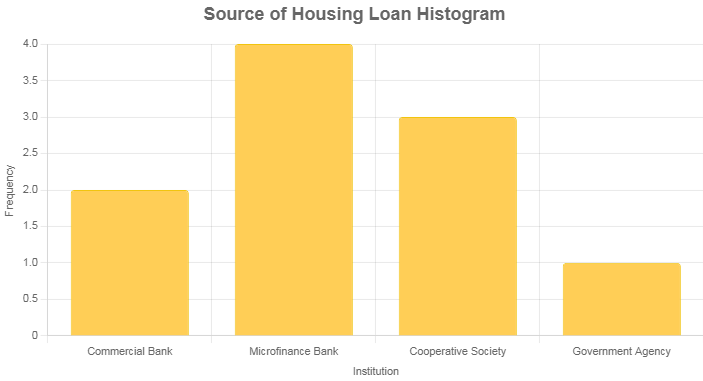 Source of Housing Loan Histogram
4.0
3.5
3.0
2.5
2.0
1.5
1.0
0.5
0
Frequency
Commercial Bank
Microfinance Bank
Cooperative Society
Government Agency
Institution